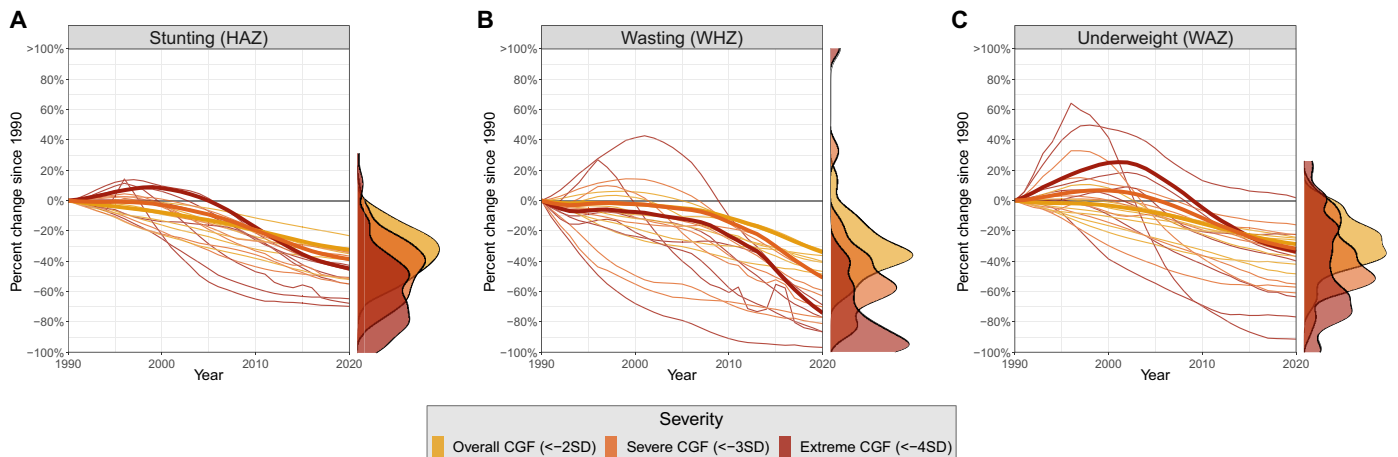 A
Stunting (HAZ)
>100%
80%
60%
40%
20%
0%
−20%
−40%
−60%
−80%
−100%
Percent change since 1990
1990
2000
2010
2020
Year
B
Wasting (WHZ)
>100%
80%
60%
40%
20%
0%
−20%
−40%
−60%
−80%
−100%
Percent change since 1990
1990
2000
2010
2020
Year
C
Underweight (WAZ)
>100%
80%
60%
40%
20%
0%
−20%
−40%
−60%
−80%
−100%
Percent change since 1990
1990
2000
2010
2020
Year
Severity
Overall CGF (<−2SD)
Severe CGF (<−3SD)
Extreme CGF (<−4SD)